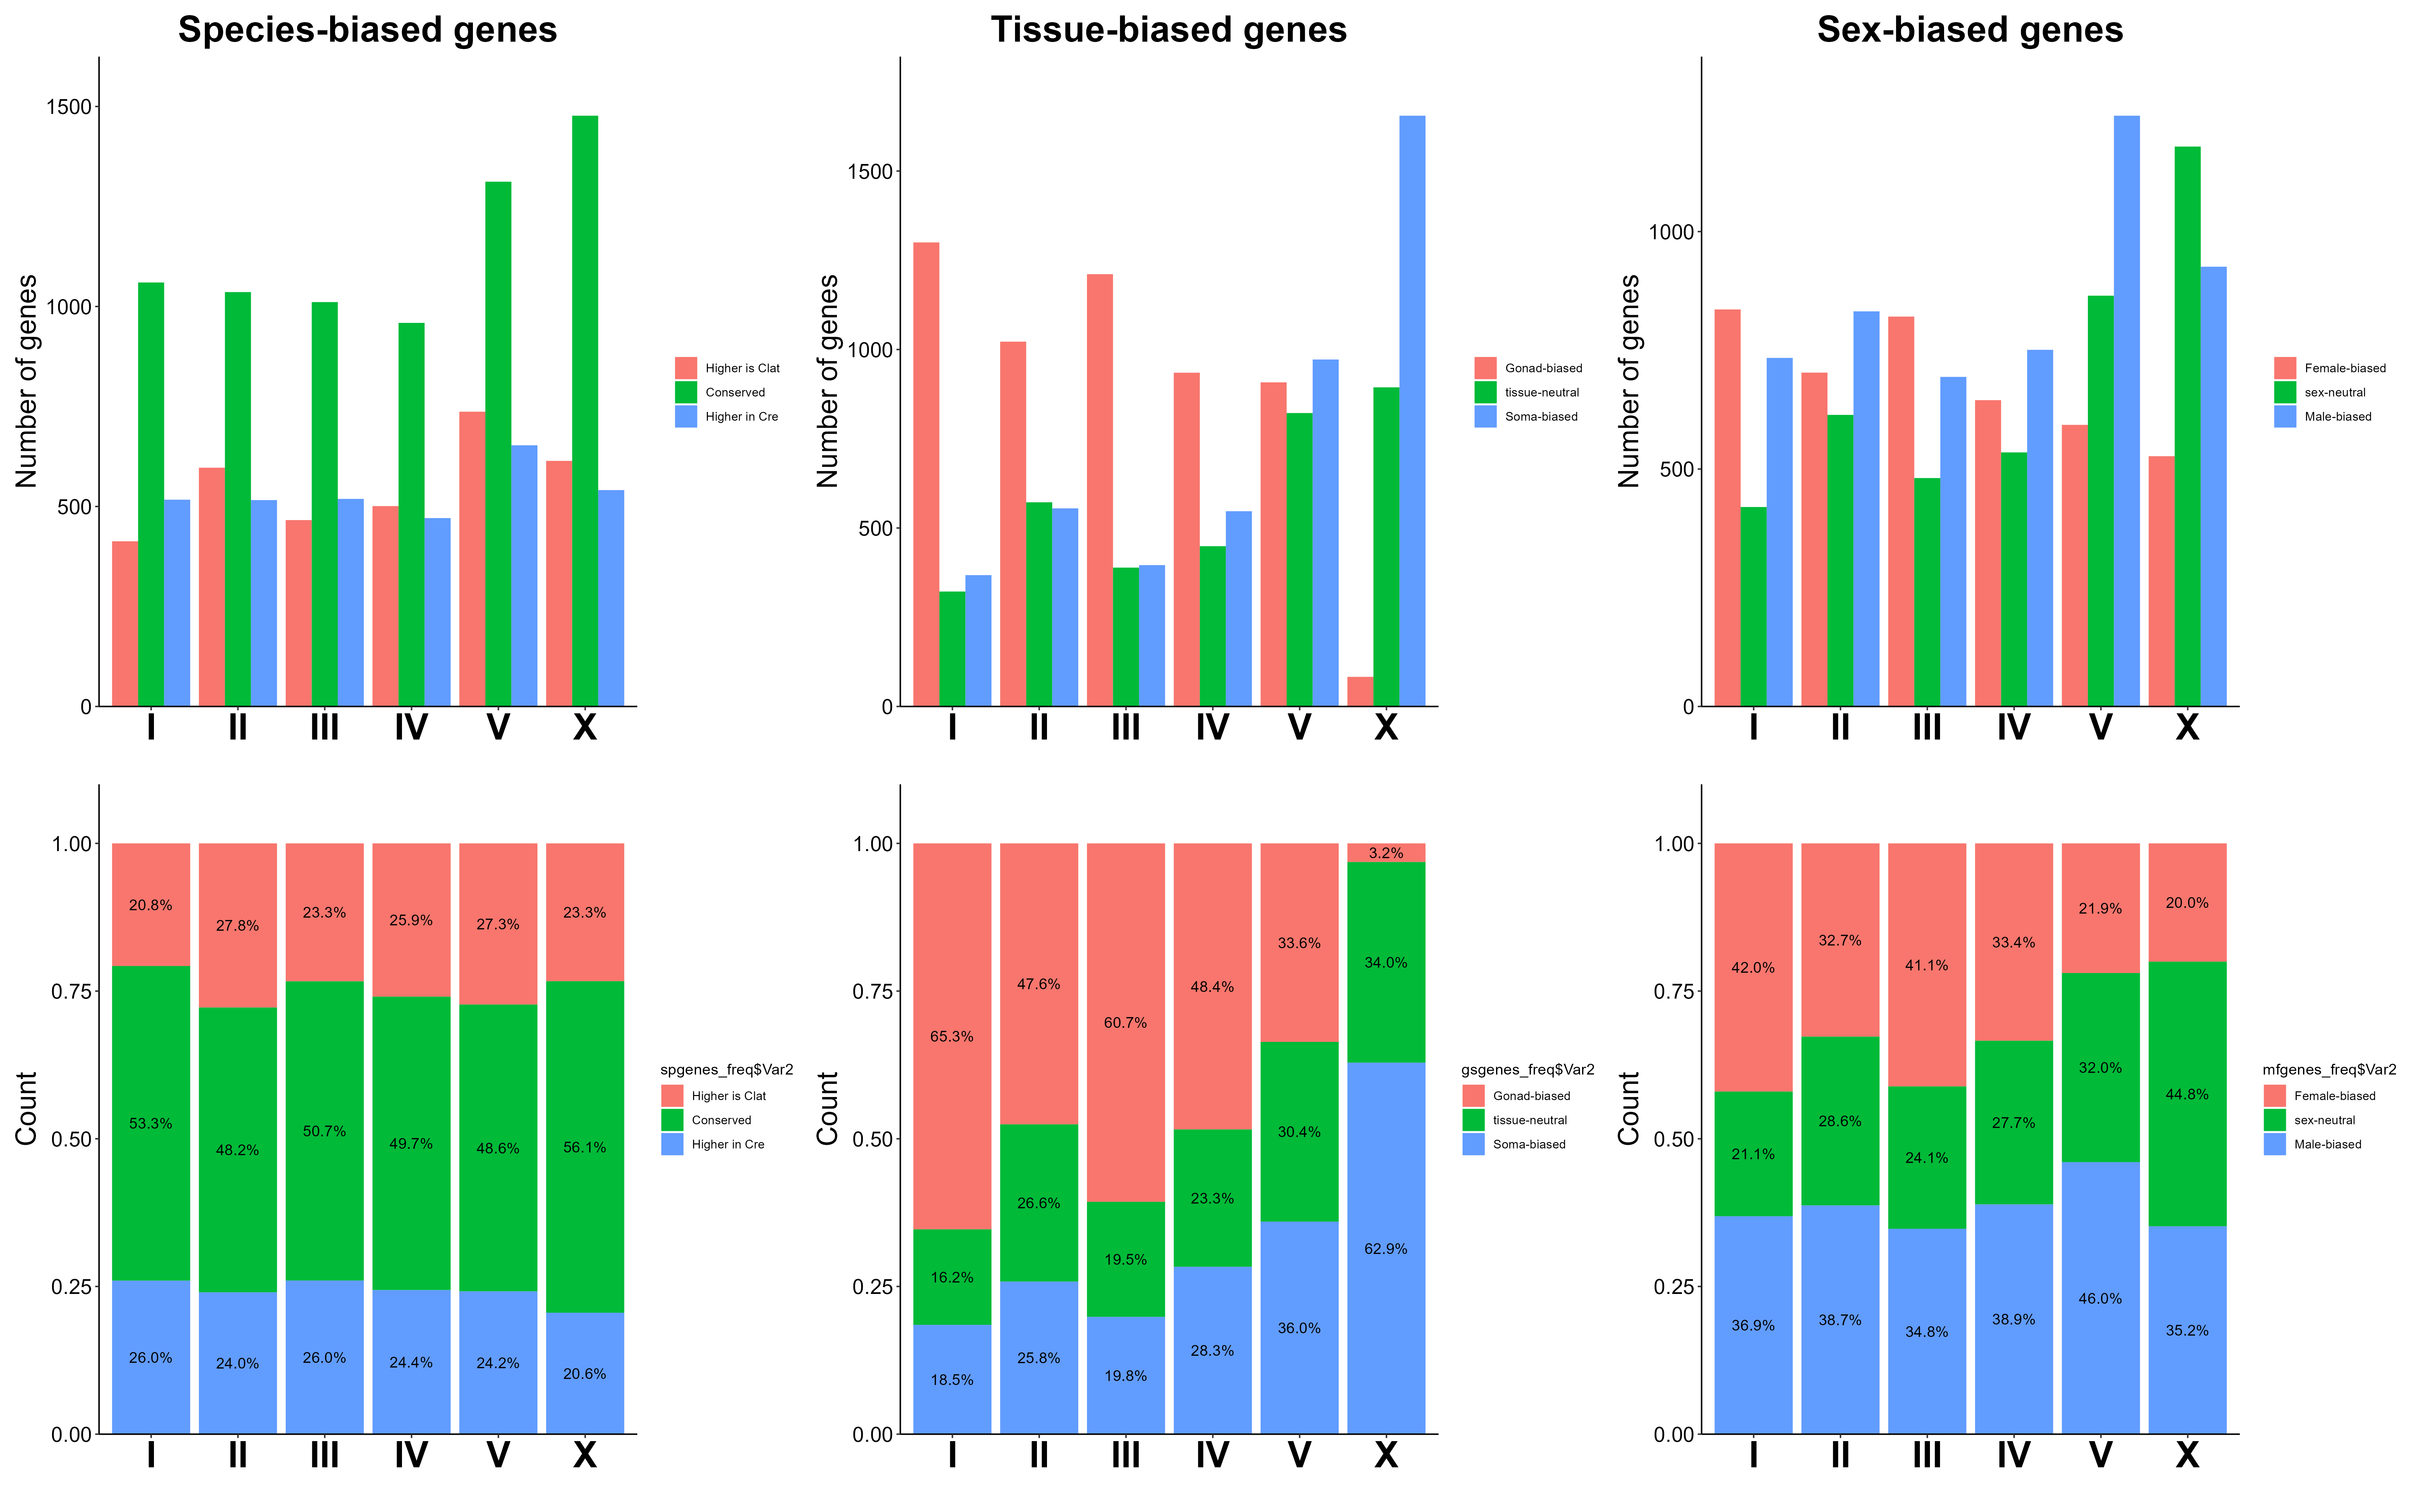 Species-biased genes
Number of genes
1500
1000
500
0
I II III IV V X
Higher is Clat
Conserved
Higher in Cre
Tissue-biased genes
Number of genes
1500
1000
500
0
I II III IV V X
Gonad-biased
tissue-neutral
Soma-biased
Sex-biased genes
Number of genes
1000
500
0
I II III IV V X
Female-biased
sex-neutral
Male-biased
Count
1.00
0.75
0.50
0.25
0.00
20.8% 27.8% 23.3% 25.9% 27.3% 23.3%
53.3% 48.2% 50.7% 49.7% 48.6% 56.1%
26.0% 24.0% 26.0% 24.4% 24.2% 20.6%
I II III IV V X
spgenes_freq$Var2
Higher is Clat
Conserved
Higher in Cre
Count
1.00
0.75
0.50
0.25
0.00
65.3% 47.6% 60.7% 48.4% 33.6% 3.2%
16.2% 26.6% 19.5% 23.3% 30.4% 34.0%
18.5% 25.8% 19.8% 28.3% 36.0% 62.9%
I II III IV V X
gsgenes_freq$Var2
Gonad-biased
tissue-neutral
Soma-biased
Count
1.00
0.75
0.50
0.25
0.00
42.0% 32.7% 41.1% 33.4% 21.9% 20.0%
21.1% 28.6% 24.1% 27.7% 32.0% 44.8%
36.9% 38.7% 34.8% 38.9% 46.0% 35.2%
I II III IV V X
mfgenes_freq$Var2
Female-biased
sex-neutral
Male-biased